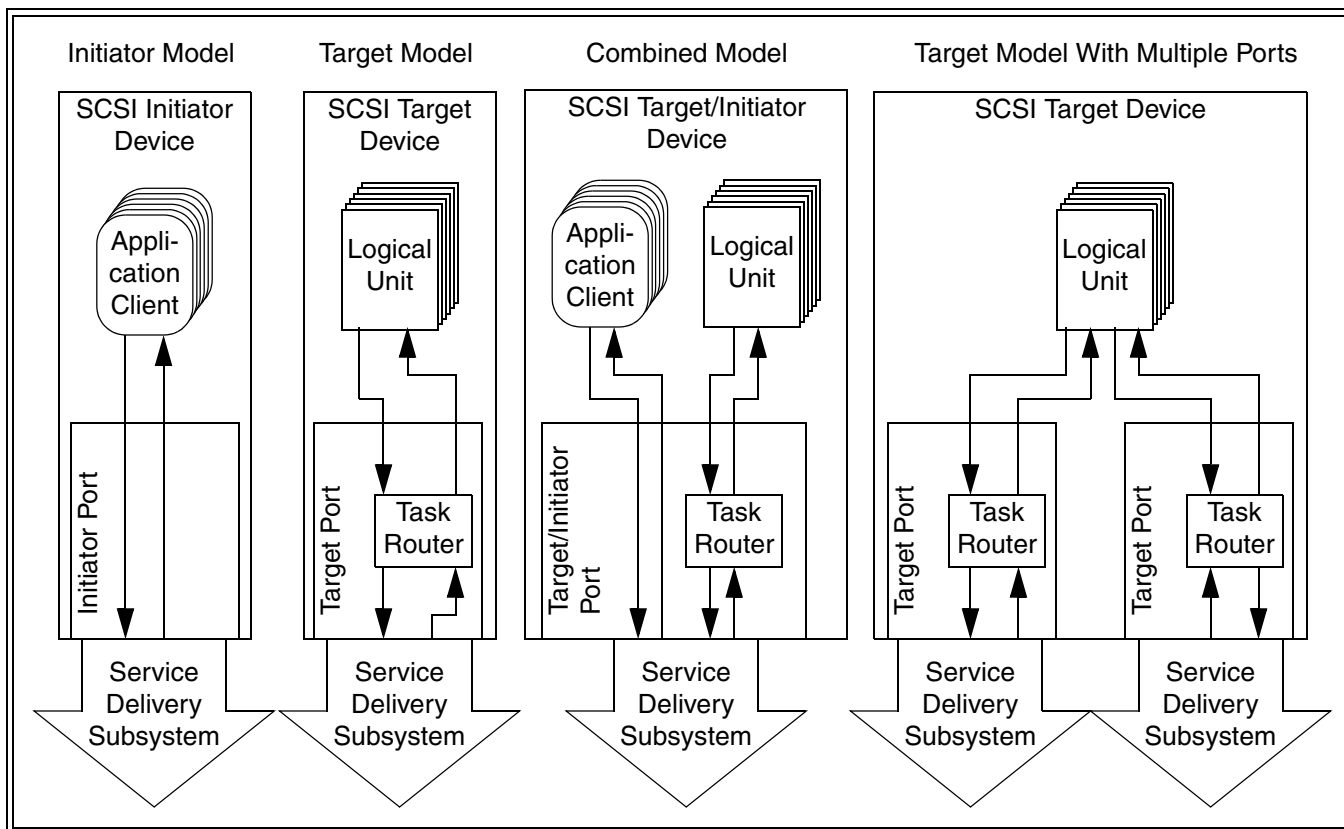 Initiator Model
Target Model
Combined Model
Target Model With Multiple Ports
SCSI Initiator
Device
Appli-
cation
Client
Initiator Port
Service
Delivery
Subsystem
SCSI Target
Device
Logical
Unit
Target Port
Task
Router
Service
Delivery
Subsystem
SCSI Target/Initiator
Device
Appli-
cation
Client
Logical
Unit
Target/Initiator
Port
Task
Router
Service
Delivery
Subsystem
SCSI Target Device
Logical
Unit
Target Port
Task
Router
Target Port
Task
Router
Service
Delivery
Subsystem
Service
Delivery
Subsystem